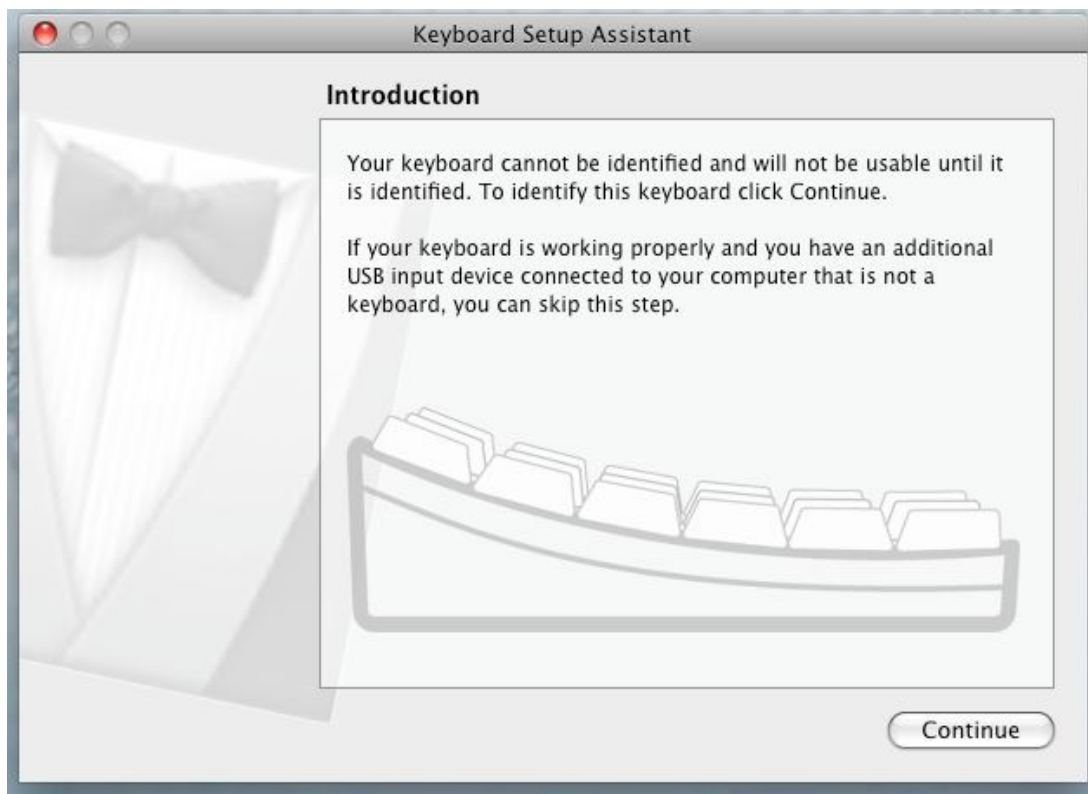 Keyboard Setup Assistant
Introduction
Your keyboard cannot be identified and will not be usable until it
is identified. To identify this keyboard click Continue.
If your keyboard is working properly and you have an additional
USB input device connected to your computer that is not a
keyboard, you can skip this step.
Continue